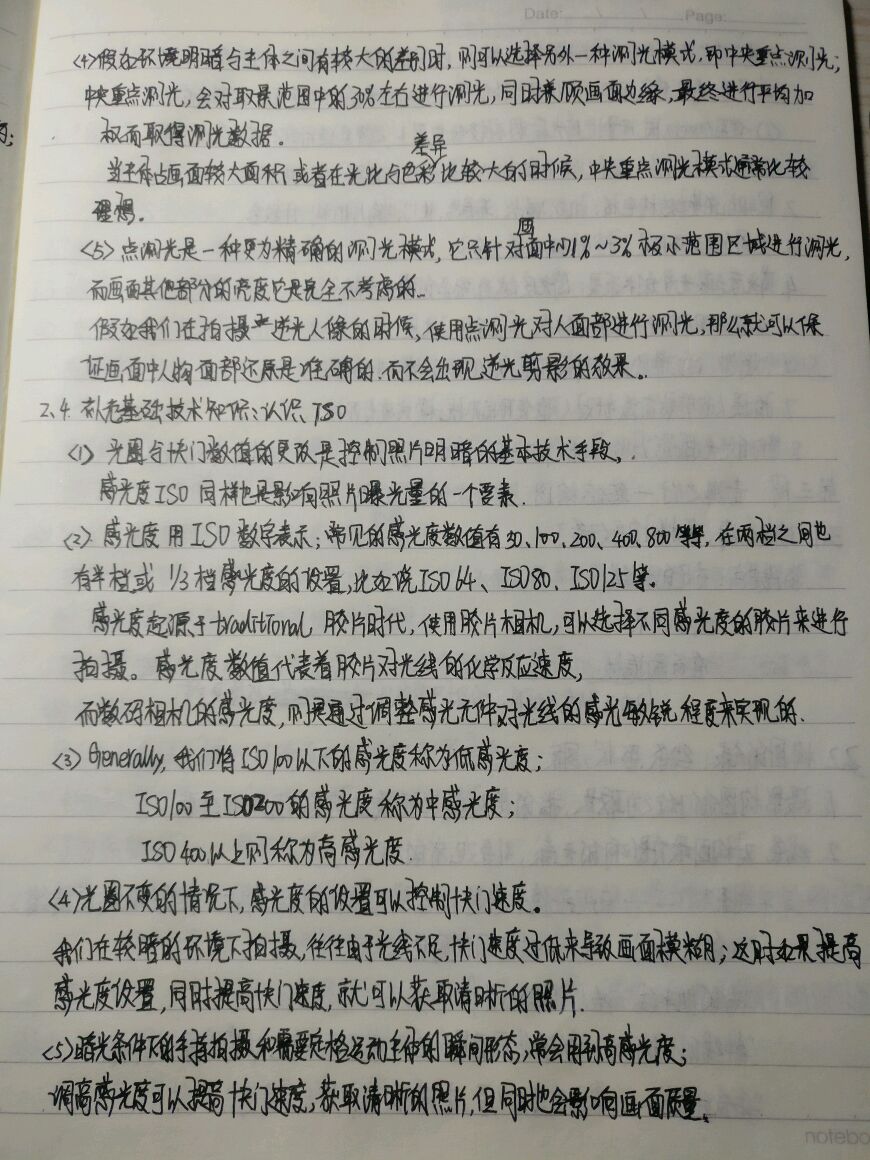 Date: / / Page:
<4>假如环境明暗与主体之间有较大的差别时，则可以选择另外一种测光模式，即中央重点测光；
中央重点测光，会对取景范围中的30%左右进行测光，同时兼顾画面边缘，最终进行平均加
权而取得测光数据。
差异
当主体占画面较大面积或者在光比与色彩比较大的时候，中央重点测光模式通常比较
理想。
画
<5>点测光是一种更为精确的测光模式，它只针对面中心1%~3%极小范围区域进行测光，
而画面其他部分的亮度它是完全不考虑的..
假如我们在拍摄逆光人像的时候，使用点测光对人面部进行测光，那么就可以保
证画面中人物面部还原是准确的.而不会出现逆光剪影的效果..
2.4.补充基础技术知识：认识ISO
<1>光圈与快门数值的更改是控制照片明暗的基本技术手段..
感光度ISO同样也是影响照片曝光量的一个要素.
<2>感光度用ISO数字表示；常见的感光度数值有50、100、200、400、800等等，在两档之间也
有半档或1/3档感光度的设置，比如说ISO64、ISO80、ISO125等。
感光度起源于traditional胶片时代，使用胶片相机，可以选择不同感光度的胶片来进行
拍摄。感光度数值代表着胶片对光线的化学反应速度，
而数码相机的感光度，则是通过调整感光元件对光线的感光敏锐程度来实现的.
<3>Generally，我们将ISO100以下的感光度称为低感光度；
ISO100至ISO200的感光度称为中感光度；
ISO400以上则称为高感光度.
<4>光圈不变的情况下，感光度的设置可以控制快门速度。
我们在较暗的环境下拍摄，往往由于光线不足，快门速度过低来导致画面模糊；这时如果提高
感光度设置，同时提高快门速度，就可以获取清晰的照片.
<5>暗光条件下的手持拍摄和需要定格运动主体的瞬间形态，常会用到高感光度；
调高感光度可以提高快门速度，获取清晰的照片，但同时也会影响画面质量。
notebo